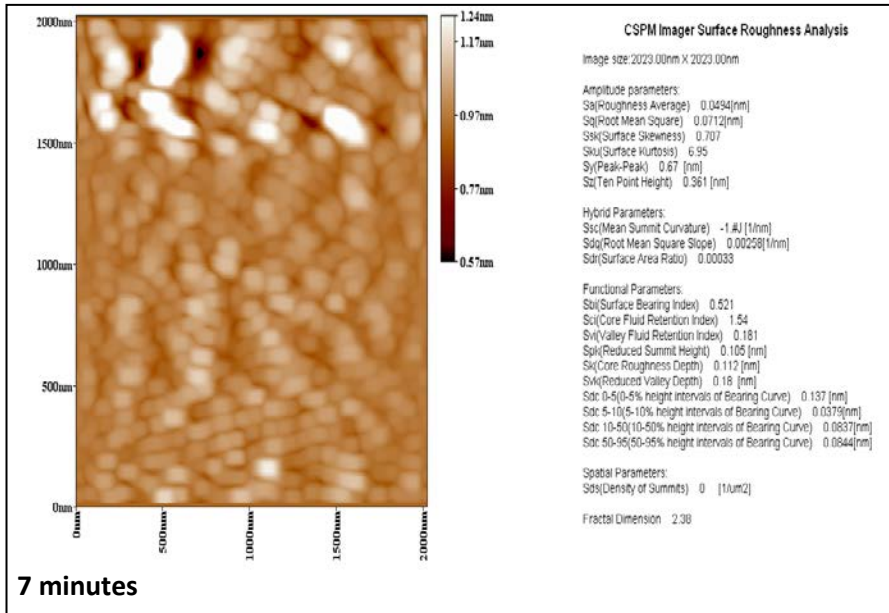 2000nm
1500nm
1000nm
500nm
0nm
0nm
500nm
1000nm
1500nm
2000nm
1.24nm
1.17nm
0.97nm
0.77nm
0.57nm
7 minutes
CSPM Imager Surface Roughness Analysis
Image size:2023.00nm X 2023.00nm
Amplitude parameters:
Sa(Roughness Average) 0.0494[nm]
Sq(Root Mean Square) 0.0712[nm]
Ssk(Surface Skewness) 0.707
Sku(Surface Kurtosis) 6.95
Sy(Peak-Peak) 0.67 [nm]
Sz(Ten Point Height) 0.361 [nm]
Hybrid Parameters:
Ssc(Mean Summit Curvature) -1.#J [1/nm]
Sdq(Root Mean Square Slope) 0.00258[1/nm]
Sdr(Surface Area Ratio) 0.00033
Functional Parameters:
Sbi(Surface Bearing Index) 0.521
Sci(Core Fluid Retention Index) 1.54
Svi(Valley Fluid Retention Index) 0.181
Spk(Reduced Summit Height) 0.105 [nm]
Sk(Core Roughness Depth) 0.112 [nm]
Svk(Reduced Valley Depth) 0.18 [nm]
Sdc 0-5(0-5% height intervals of Bearing Curve) 0.137 [nm]
Sdc 5-10(5-10% height intervals of Bearing Curve) 0.0379[nm]
Sdc 10-50(10-50% height intervals of Bearing Curve) 0.0837[nm]
Sdc 50-95(50-95% height intervals of Bearing Curve) 0.0844[nm]
Spatial Parameters:
Sds(Density of Summits) 0 [1/um2]
Fractal Dimension 2.38